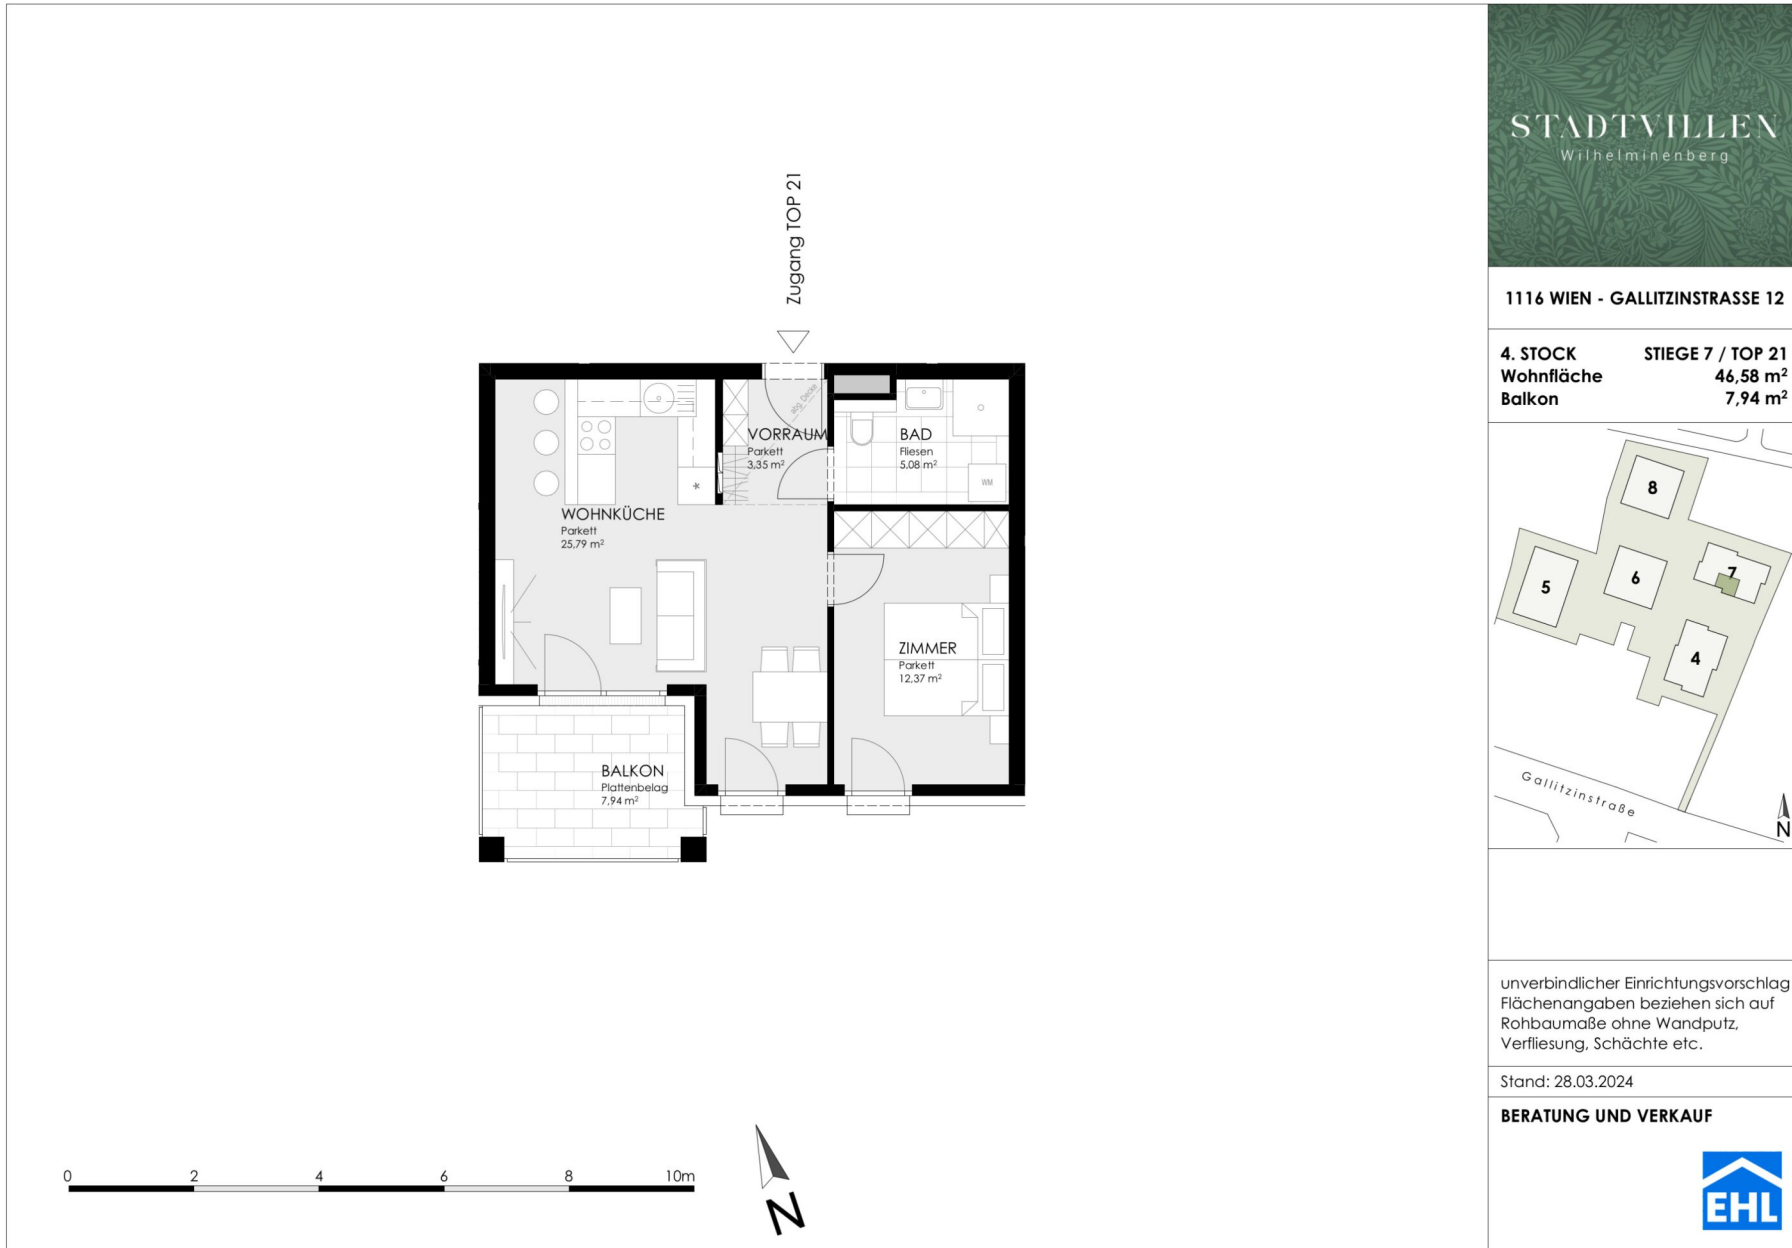 STADTVILLEN
Wilhelminenberg
1116 WIEN - GALLITZINSTRASSE 12
4. STOCK STIEGE 7 / TOP 21
Wohnfläche 46,58 m²
Balkon 7,94 m²
8
5
6
7
4
Gallitzinstraße
N
unverbindlicher Einrichtungsvorschlag
Flächenangaben beziehen sich auf
Rohbaumaße ohne Wandputz,
Verfliesung, Schächte etc.
Stand: 28.03.2024
BERATUNG UND VERKAUF
EHL
Zugang TOP 21
abg. Decke
VORRAUM
Parkett
3,35 m²
BAD
Fliesen
5,08 m²
WM
WOHNKÜCHE
Parkett
25,79 m²
ZIMMER
Parkett
12,37 m²
BALKON
Plattenbelag
7,94 m²
0 2 4 6 8 10m
N